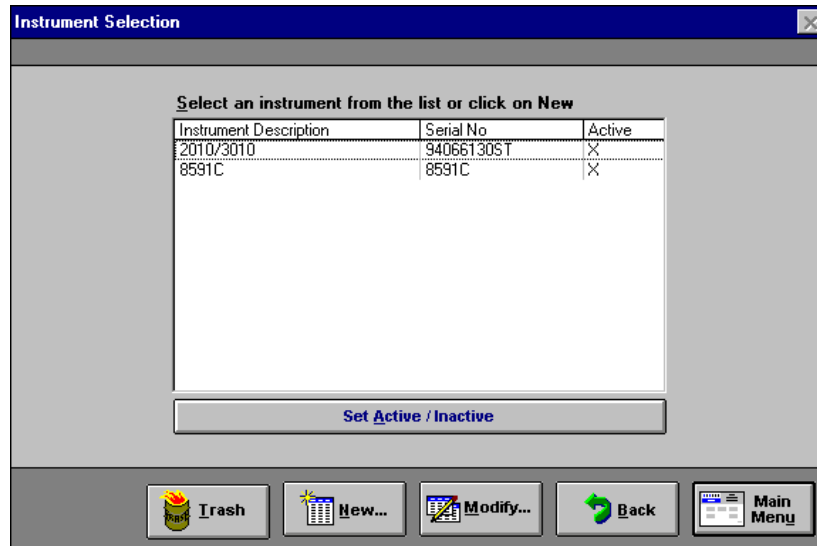 Instrument Selection
Select an instrument from the list or click on New
Instrument Description Serial No Active
2010/3010 94066130ST X
8591C 8591C X
Set Active / Inactive
Trash New... Modify... Back Main Menu